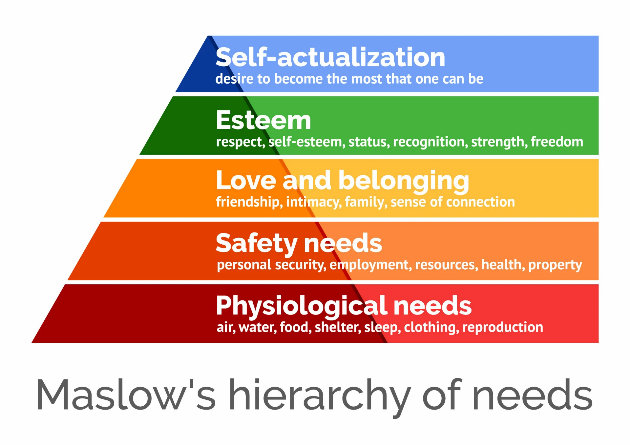 Self-actualization
desire to become the most that one can be
Esteem
respect, self-esteem, status, recognition, strength, freedom
Love and belonging
friendship, intimacy, family, sense of connection
Safety needs
personal security, employment, resources, health, property
Physiological needs
air, water, food, shelter, sleep, clothing, reproduction
Maslow's hierarchy of needs